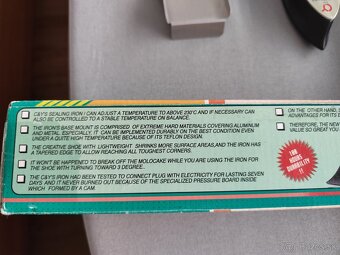 C&Y'S SEALING IRON I CAN ADJUST A TEMPERATURE TO ABOVE 230°C AND IF NECESSARY CAN
ALSO BE CONTROLLED TO A STABLE TEMPERATURE ON BALANCE.
THE IRON'S BASE MOUNT IS COMPRISED OF EXTREME HARD MATERIALS COVERING ALUMINUM
AND METAL, ESPECIALLY, IT CAN BE IMPLEMENTED DURABLY ON THE BEST CONDITION EVEN
UNDER A QUITE HIGH TEMPERATURE BECAUSE OF ITS TEFLON DESIGN.
THE CREATIVE SHOE WITH LIGHTWEIGHT. SHRINKS MORE SURFACE AREAS, AND THE IRON HAS
A TAPERED EDGE TO ALLOW REACHING ALL TOUGHEST CORNERS.
IT WON'T BE HAPPENED TO BREAK OFF THE MOLOCAKE WHILE YOU ARE USING THE IRON FOR
THE SHOE WITH TURNING TOWARD 3 DEGREE.
THE C&Y'S IRON HAD BEEN TESTED TO CONNECT PLUG WITH ELECTRICITY FOR LASTING SEVEN
DAYS, AND IT NEVER BURNED OUT BECAUSE OF THE SPECIALIZED PRESSURE BOARD INSIDE
WHICH FORMED BY A CAM.
ON THE OTHER HAND,
ADVANTAGES FOR ITS
THEREFORE, THE NEW
VALUE SO GREAT YOU
DURABILITY
!!